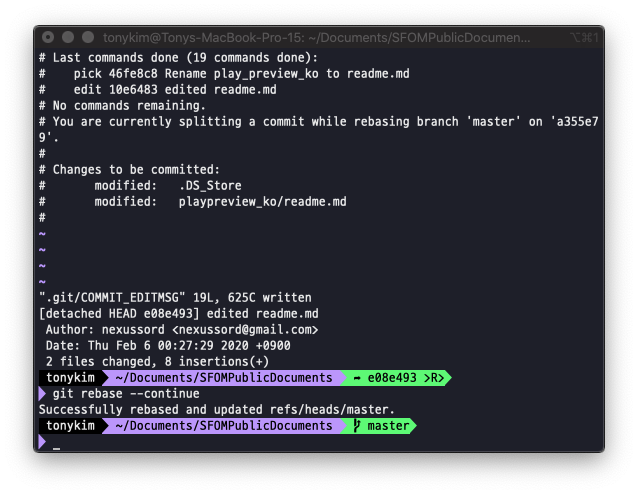 tonykim@Tonys-MacBook-Pro-15: ~/Documents/SFOMPublicDocumen... ⌥⌘1
# Last commands done (19 commands done):
#    pick 46fe8c8 Rename play_preview_ko to readme.md
#    edit 10e6483 edited readme.md
# No commands remaining.
# You are currently splitting a commit while rebasing branch 'master' on 'a355e7
9'.
#
# Changes to be committed:
#       modified:   .DS_Store
#       modified:   playpreview_ko/readme.md
#
~
~
~
~
".git/COMMIT_EDITMSG" 19L, 625C written
[detached HEAD e08e493] edited readme.md
 Author: nexussord <nexussord@gmail.com>
 Date: Thu Feb 6 00:27:29 2020 +0900
 2 files changed, 8 insertions(+)
tonykim ~/Documents/SFOMPublicDocuments ➦ e08e493 >R>
git rebase --continue
Successfully rebased and updated refs/heads/master.
tonykim ~/Documents/SFOMPublicDocuments master
_